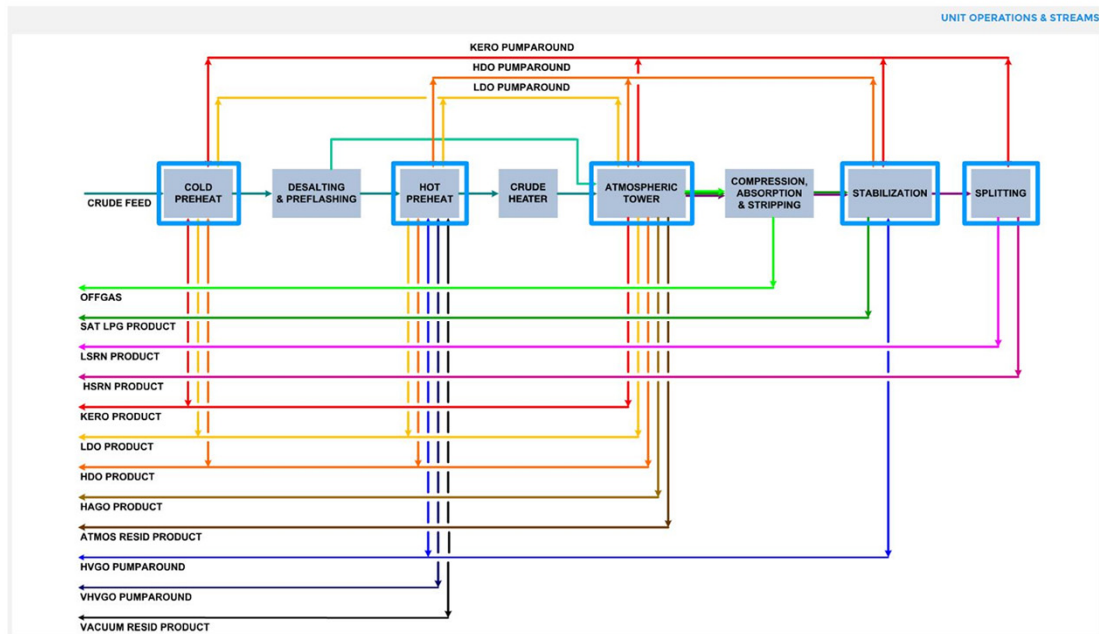 UNIT OPERATIONS & STREAMS
KERO PUMPAROUND
HDO PUMPAROUND
LDO PUMPAROUND
CRUDE FEED
COLD
PREHEAT
DESALTING
& PREFLASHING
HOT
PREHEAT
CRUDE
HEATER
ATMOSPHERIC
TOWER
COMPRESSION,
ABSORPTION
& STRIPPING
STABILIZATION
SPLITTING
OFFGAS
SAT LPG PRODUCT
LSRN PRODUCT
HSRN PRODUCT
KERO PRODUCT
LDO PRODUCT
HDO PRODUCT
HAGO PRODUCT
ATMOS RESID PRODUCT
HVGO PUMPAROUND
VHVGO PUMPAROUND
VACUUM RESID PRODUCT